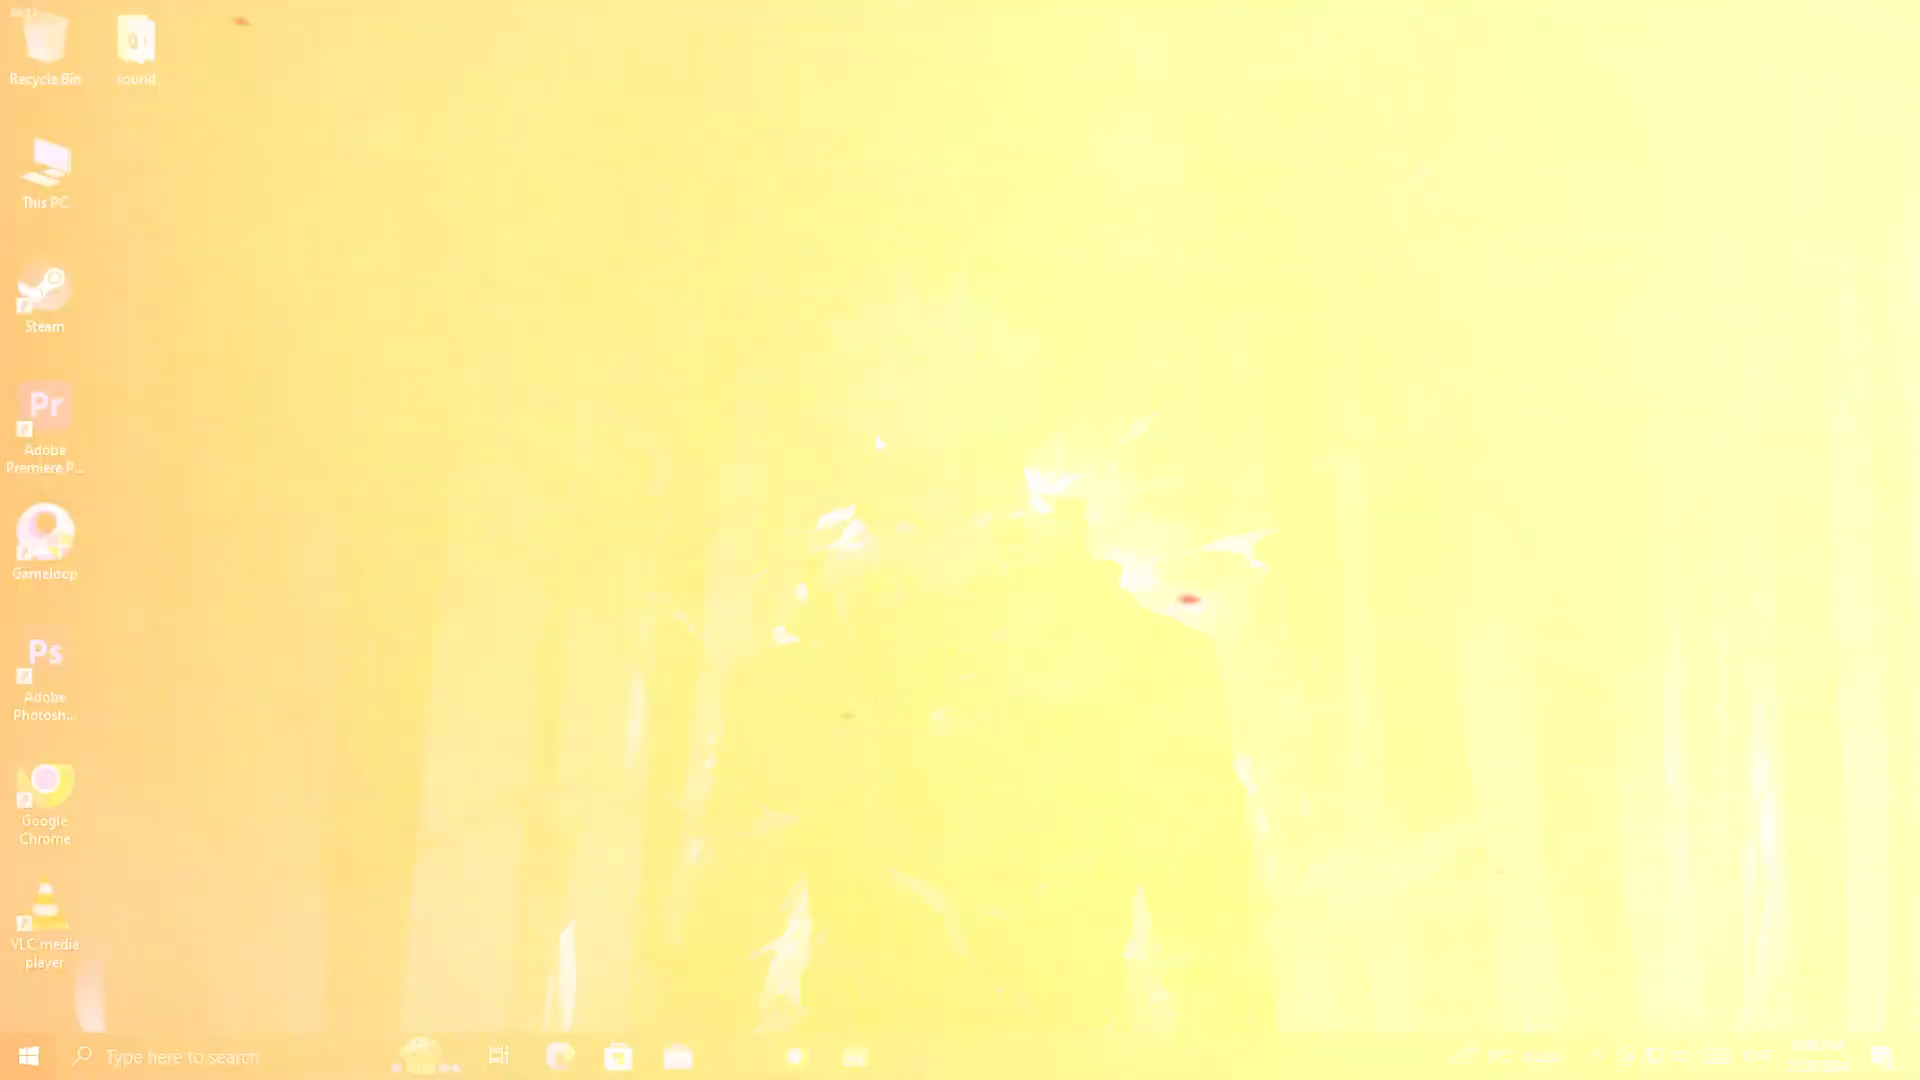 Recycle Bin
sound
This PC
Steam
Pr
Adobe
Premiere P...
Gameloop
Ps
Adobe
Photosh...
Google
Chrome
VLC media
player
Type here to search
ENG